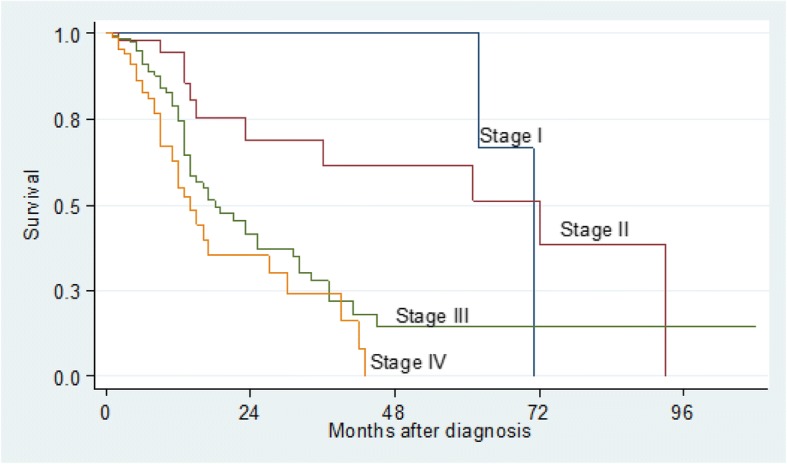 1.0
0.8
0.5
0.3
0.0
Survival
Stage I
Stage II
Stage III
Stage IV
0 24 48 72 96
Months after diagnosis